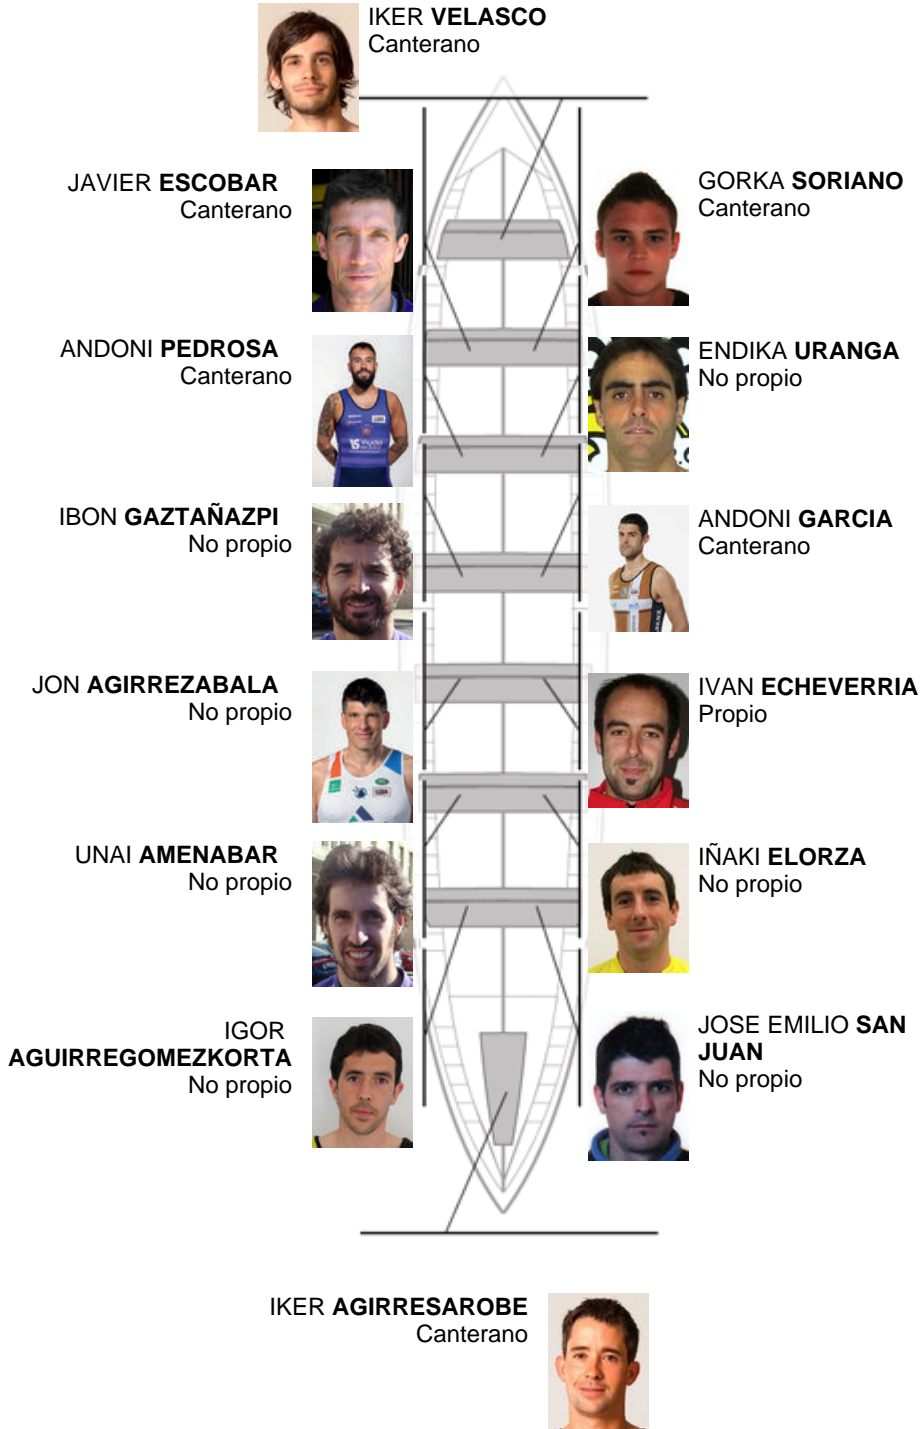 IKER VELASCO
Canterano
JAVIER ESCOBAR
Canterano
GORKA SORIANO
Canterano
ANDONI PEDROSA
Canterano
ENDIKA URANGA
No propio
IBON GAZTAÑAZPI
No propio
ANDONI GARCIA
Canterano
JON AGIRREZABALA
No propio
IVAN ECHEVERRIA
Propio
UNAI AMENABAR
No propio
IÑAKI ELORZA
No propio
IGOR
AGUIRREGOMEZKORTA
No propio
JOSE EMILIO SAN
JUAN
No propio
IKER AGIRRESAROBE
Canterano